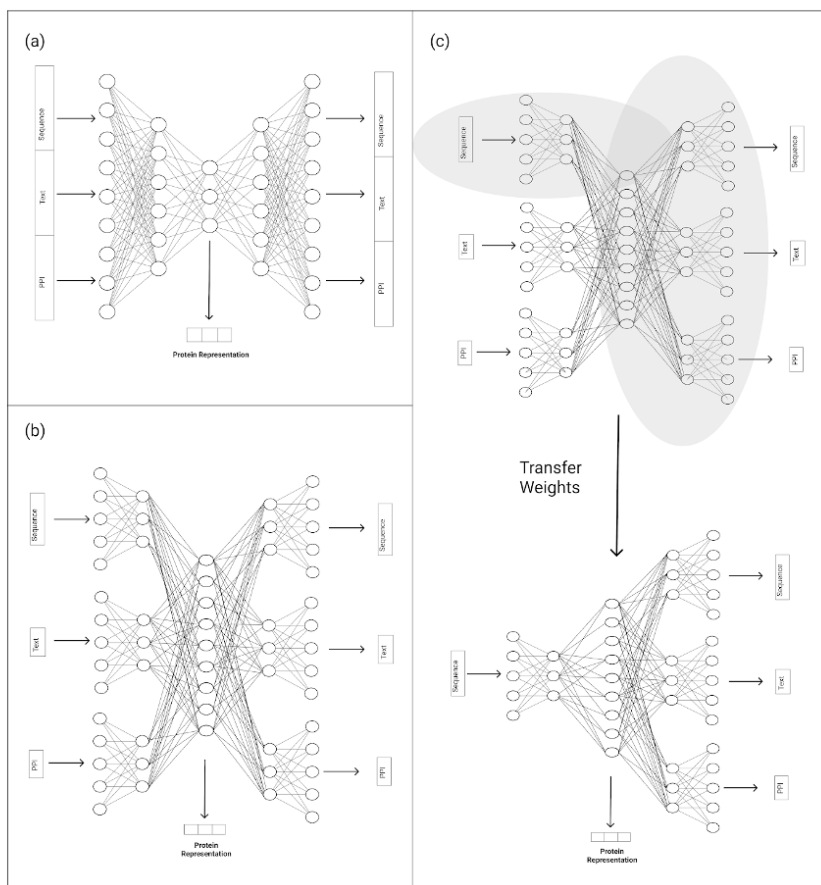 (a)
Sequence
Text
PPI
Sequence
Text
PPI
Protein Representation
(b)
Sequence
Text
PPI
Sequence
Text
PPI
Protein
Representation
(c)
Sequence
Text
PPI
Sequence
Text
PPI
Transfer
Weights
Sequence
Sequence
Text
PPI
Protein
Representation